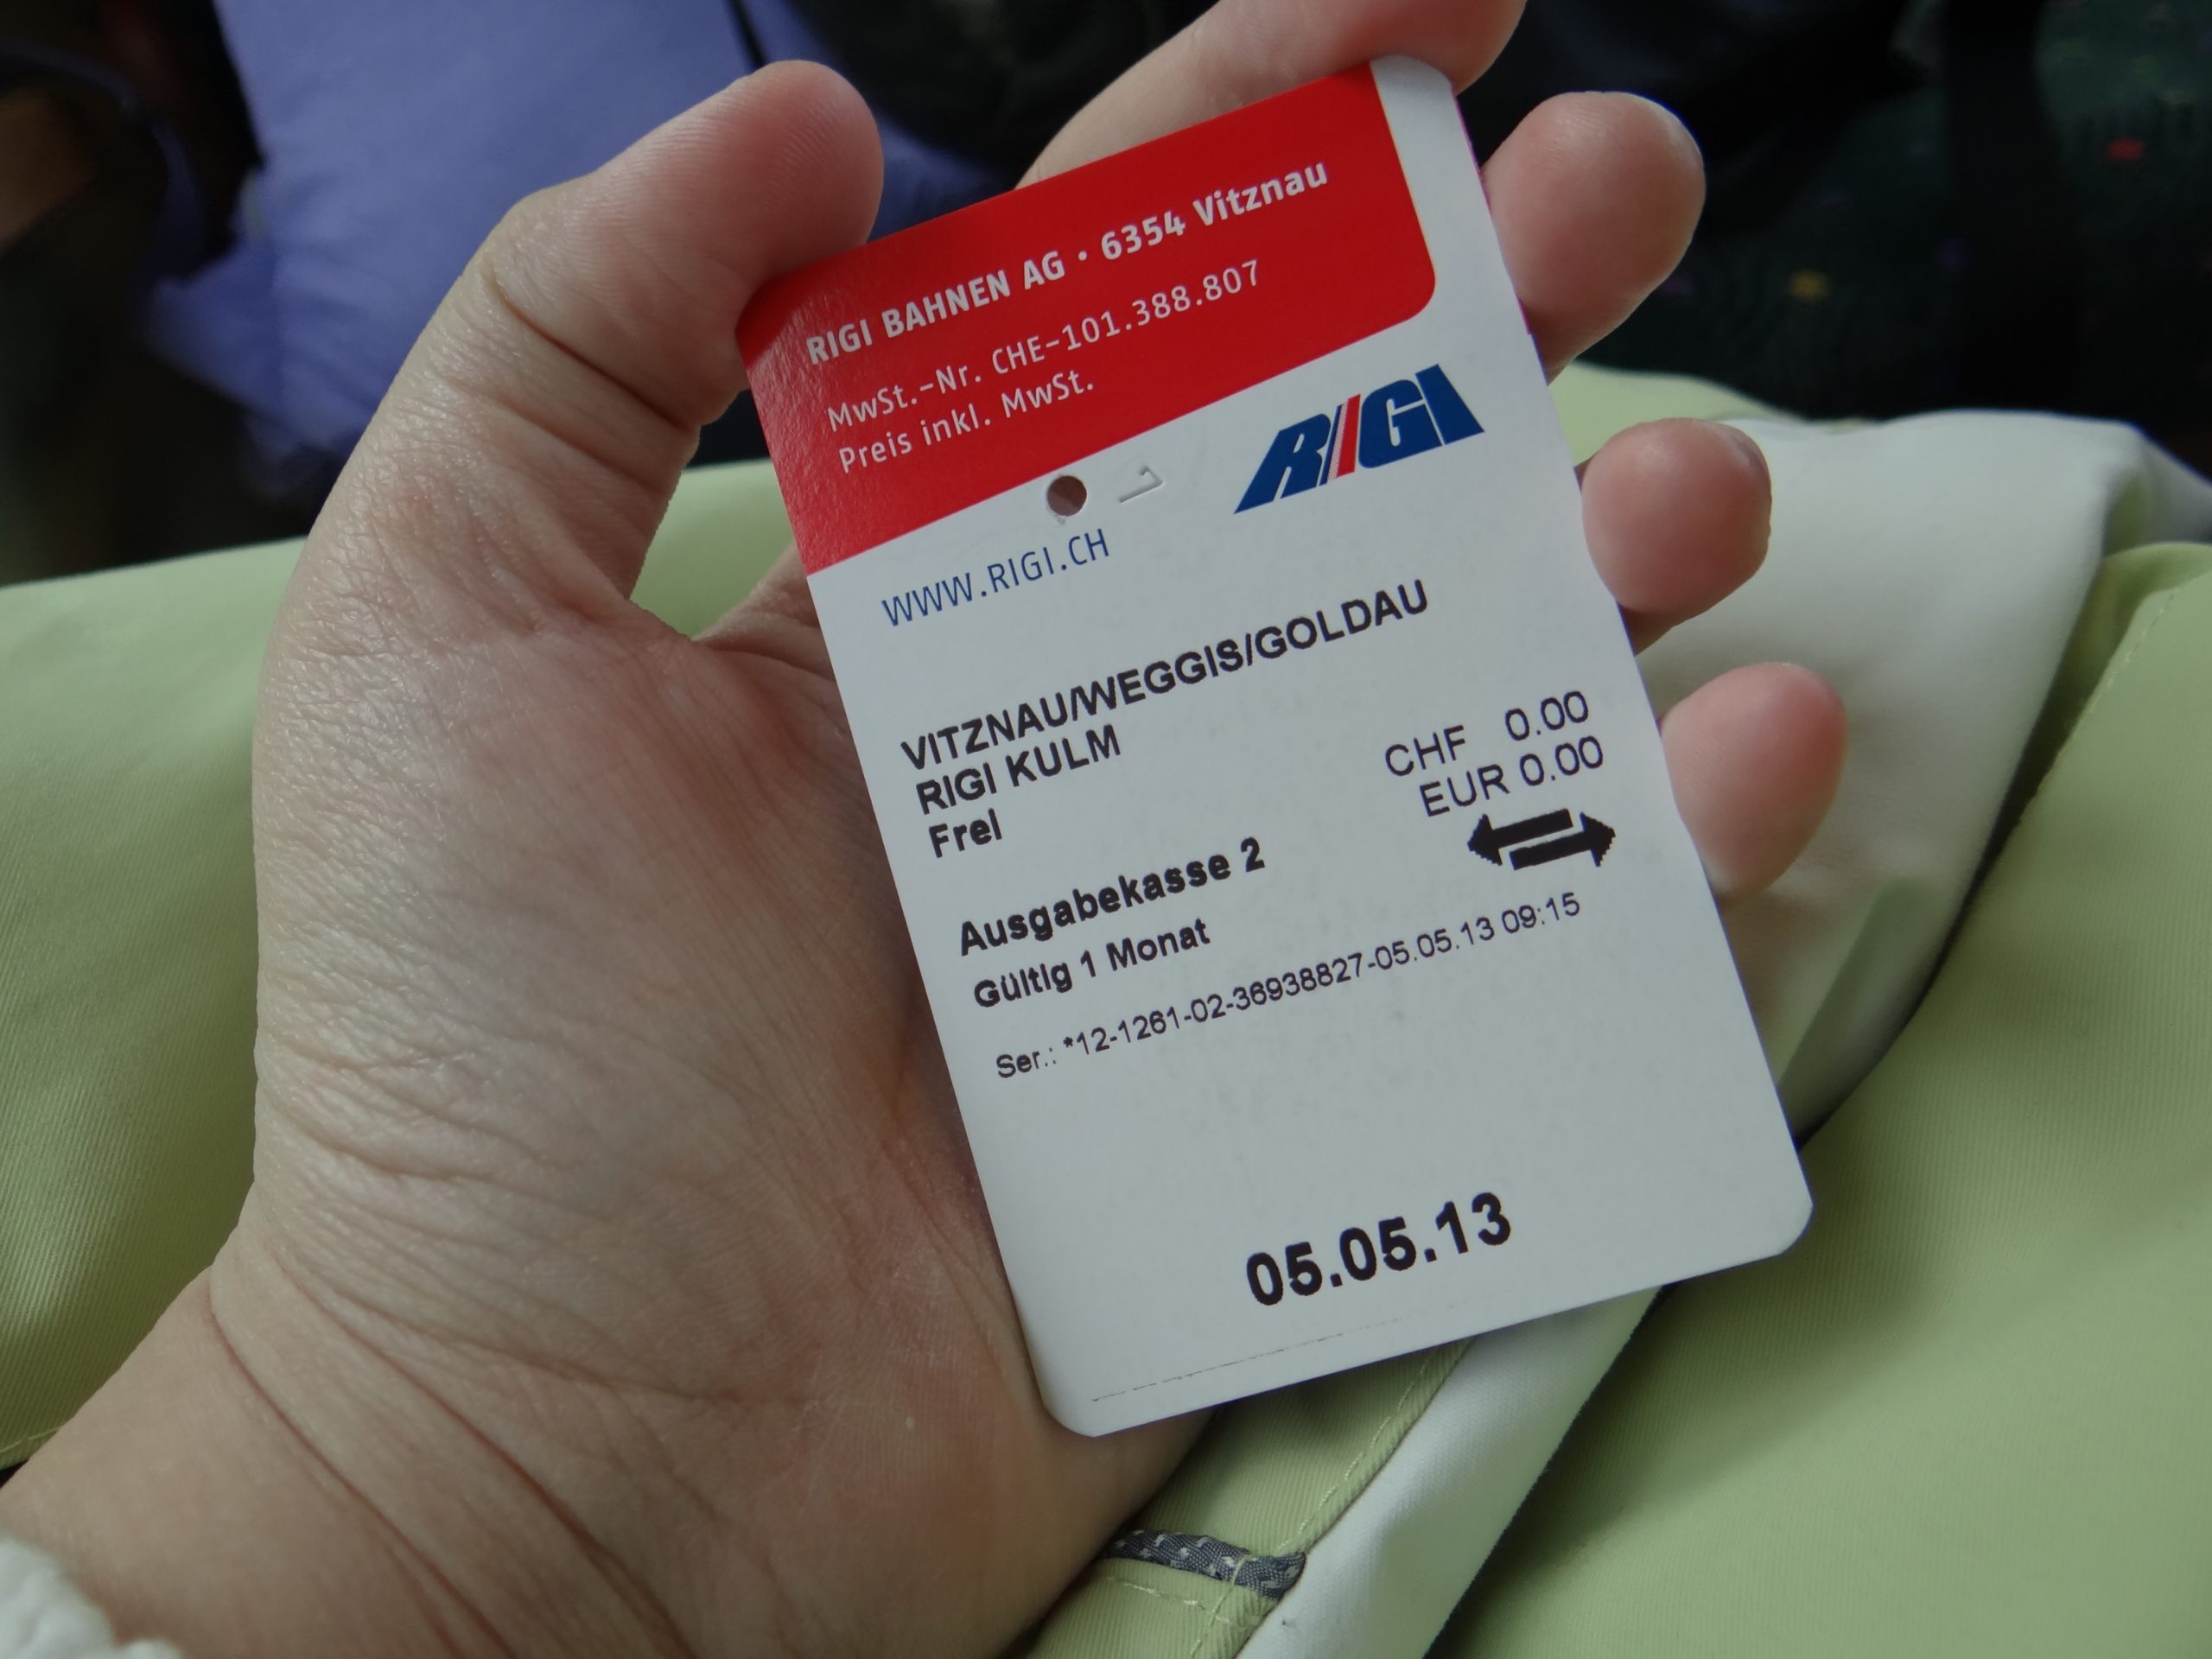 RIGI BAHNEN AG • 6354 Vitznau
MwSt.-Nr. CHE-101.388.807
Preis inkl. MwSt.
RIGI
WWW.RIGI.CH
VITZNAU/WEGGIS/GOLDAU
RIGI KULM
CHF 0.00
Frei
EUR 0.00
Ausgabekasse 2
Gültig 1 Monat
Ser.: *12-1261-02-36938827-05.05.13 09:15
05.05.13